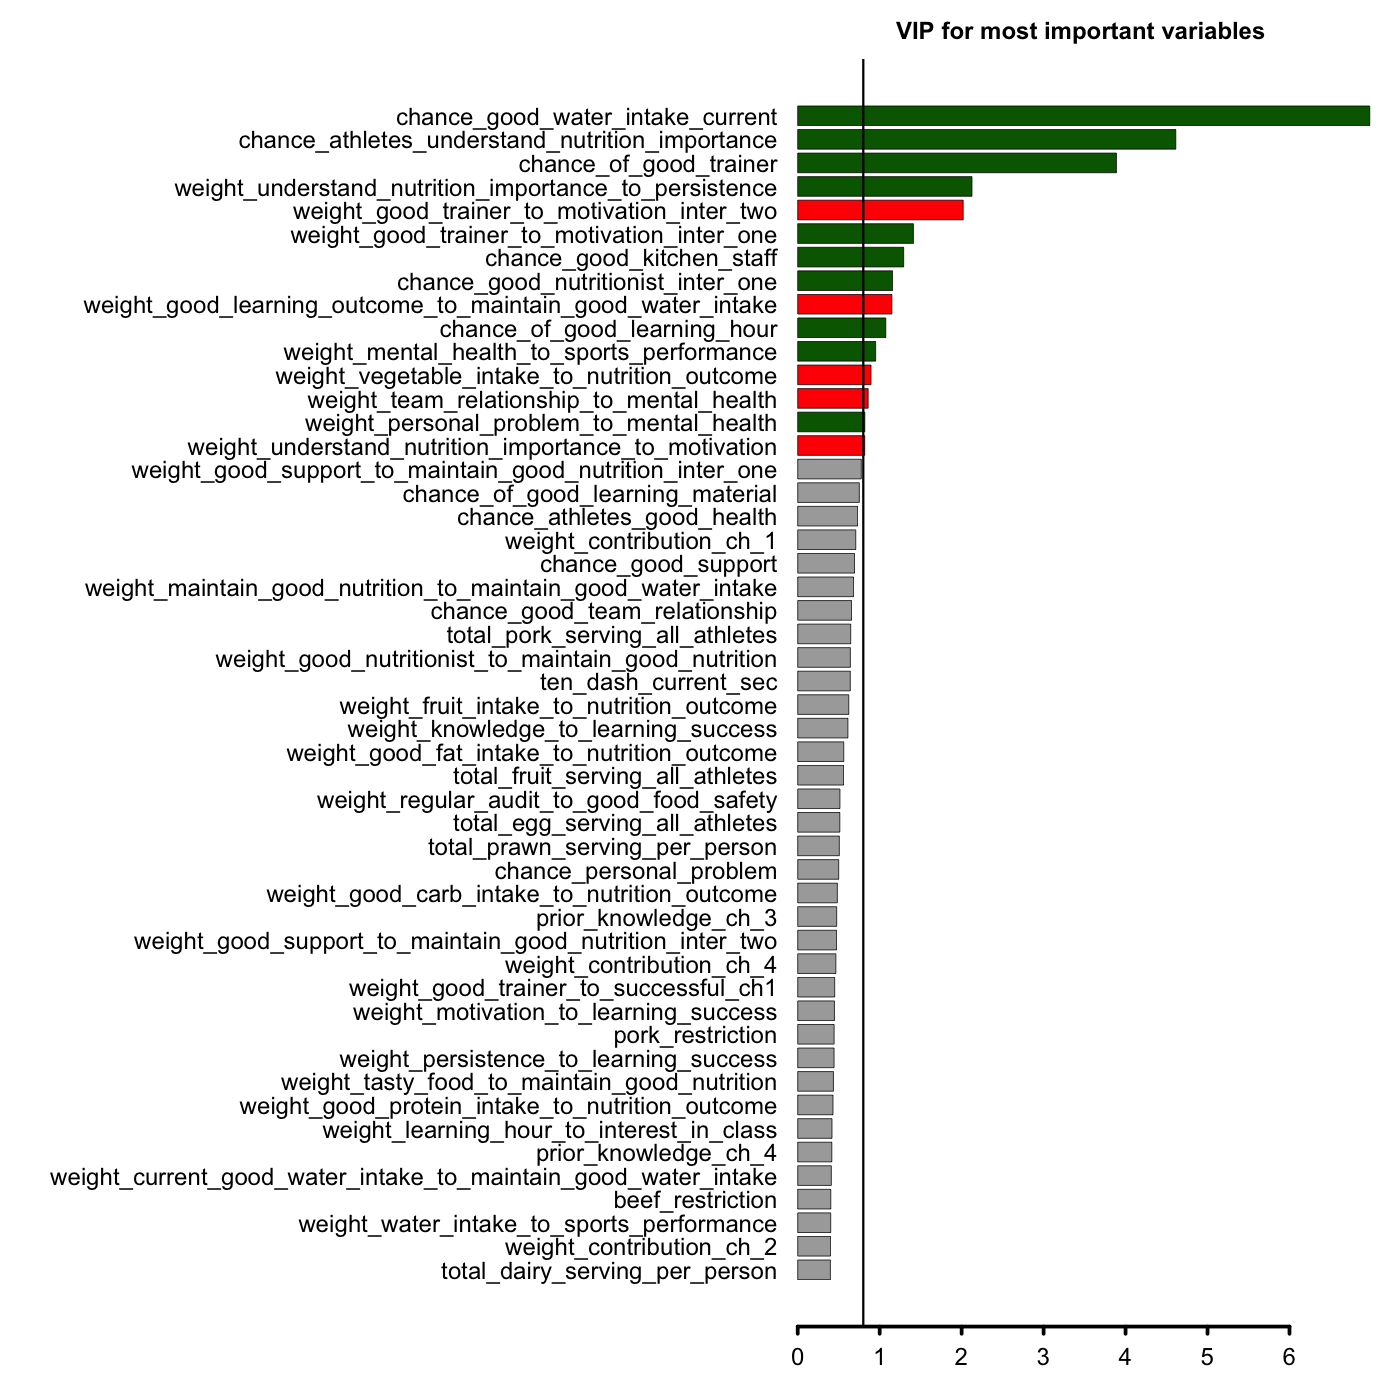 VIP for most important variables
chance_good_water_intake_current
chance_athletes_understand_nutrition_importance
chance_of_good_trainer
weight_understand_nutrition_importance_to_persistence
weight_good_trainer_to_motivation_inter_two
weight_good_trainer_to_motivation_inter_one
chance_good_kitchen_staff
chance_good_nutritionist_inter_one
weight_good_learning_outcome_to_maintain_good_water_intake
chance_of_good_learning_hour
weight_mental_health_to_sports_performance
weight_vegetable_intake_to_nutrition_outcome
weight_team_relationship_to_mental_health
weight_personal_problem_to_mental_health
weight_understand_nutrition_importance_to_motivation
weight_good_support_to_maintain_good_nutrition_inter_one
chance_of_good_learning_material
chance_athletes_good_health
weight_contribution_ch_1
chance_good_support
weight_maintain_good_nutrition_to_maintain_good_water_intake
chance_good_team_relationship
total_pork_serving_all_athletes
weight_good_nutritionist_to_maintain_good_nutrition
ten_dash_current_sec
weight_fruit_intake_to_nutrition_outcome
weight_knowledge_to_learning_success
weight_good_fat_intake_to_nutrition_outcome
total_fruit_serving_all_athletes
weight_regular_audit_to_good_food_safety
total_egg_serving_all_athletes
total_prawn_serving_per_person
chance_personal_problem
weight_good_carb_intake_to_nutrition_outcome
prior_knowledge_ch_3
weight_good_support_to_maintain_good_nutrition_inter_two
weight_contribution_ch_4
weight_good_trainer_to_successful_ch1
weight_motivation_to_learning_success
pork_restriction
weight_persistence_to_learning_success
weight_tasty_food_to_maintain_good_nutrition
weight_good_protein_intake_to_nutrition_outcome
weight_learning_hour_to_interest_in_class
prior_knowledge_ch_4
weight_current_good_water_intake_to_maintain_good_water_intake
beef_restriction
weight_water_intake_to_sports_performance
weight_contribution_ch_2
total_dairy_serving_per_person
0 1 2 3 4 5 6